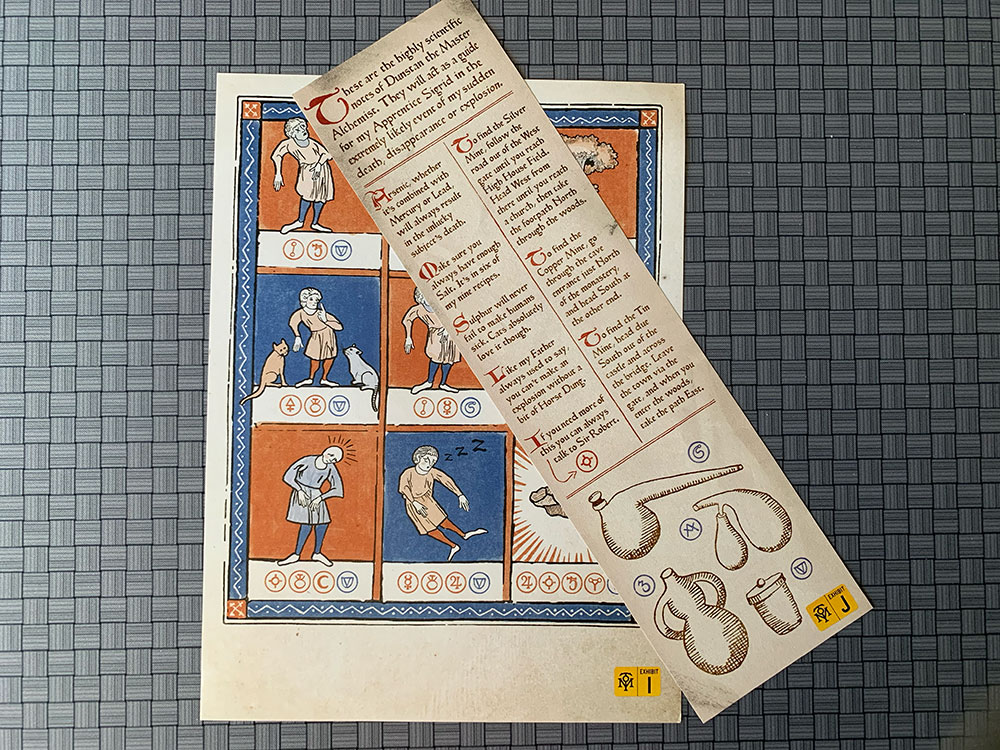 These are the highly scientific
notes of Dunstan the Master
Alchemist. They will act as a guide
for my Apprentice Sigrid in the
extremely likely event of my sudden
death, disappearance or explosion.
Arsenic, whether
it's combined with
Mercury or Lead,
will always result
in the unlucky
subject's death.
Make sure you
always have enough
Salt. It's in six of
my nine recipes.
Sulphur will never
fail to make humans
sick. Cats absolutely
love it though.
Like my Father
always used to say,
you can't make an
explosion without a
bit of Horse Dung.
If you need more of
this you can always
talk to Sir Robert.
To find the Silver
Mine, follow the
road out of the West
gate until you reach
High House Field.
Head West from
there until you reach
a church, then take
the footpath North
through the woods.
To find the
Copper Mine, go
through the cave
entrance just North
of the monastery,
and head South at
the other end.
To find the Tin
Mine, head due
South out of the
castle and across
the bridge. Leave
the town via the
gate, and when you
enter the woods,
take the path East.
EXHIBIT
J
z z Z
EXHIBIT
I